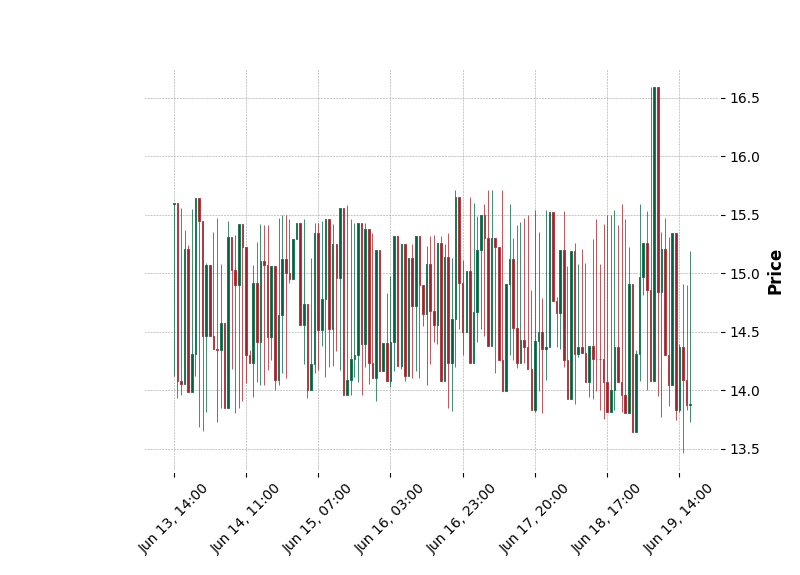 16.5
16.0
15.5
15.0
14.5
14.0
13.5
Price
Jun 13, 14:00
Jun 14, 11:00
Jun 15, 07:00
Jun 16, 03:00
Jun 16, 23:00
Jun 17, 20:00
Jun 18, 17:00
Jun 19, 14:00